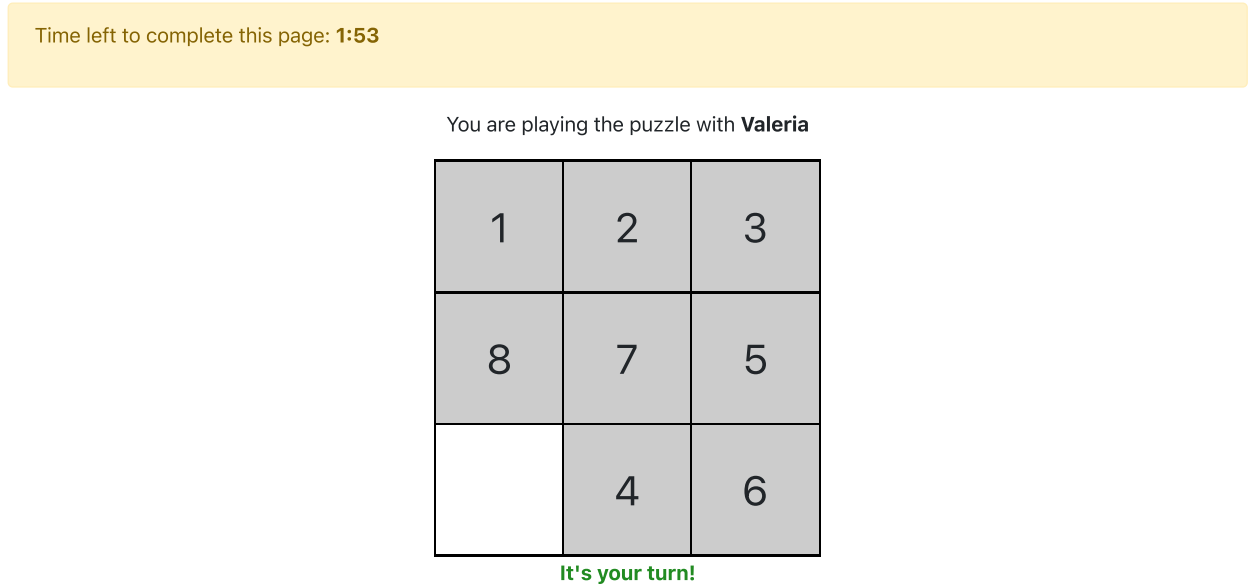 Time left to complete this page: 1:53
You are playing the puzzle with Valeria
1 2 3
8 7 5
4 6
It's your turn!